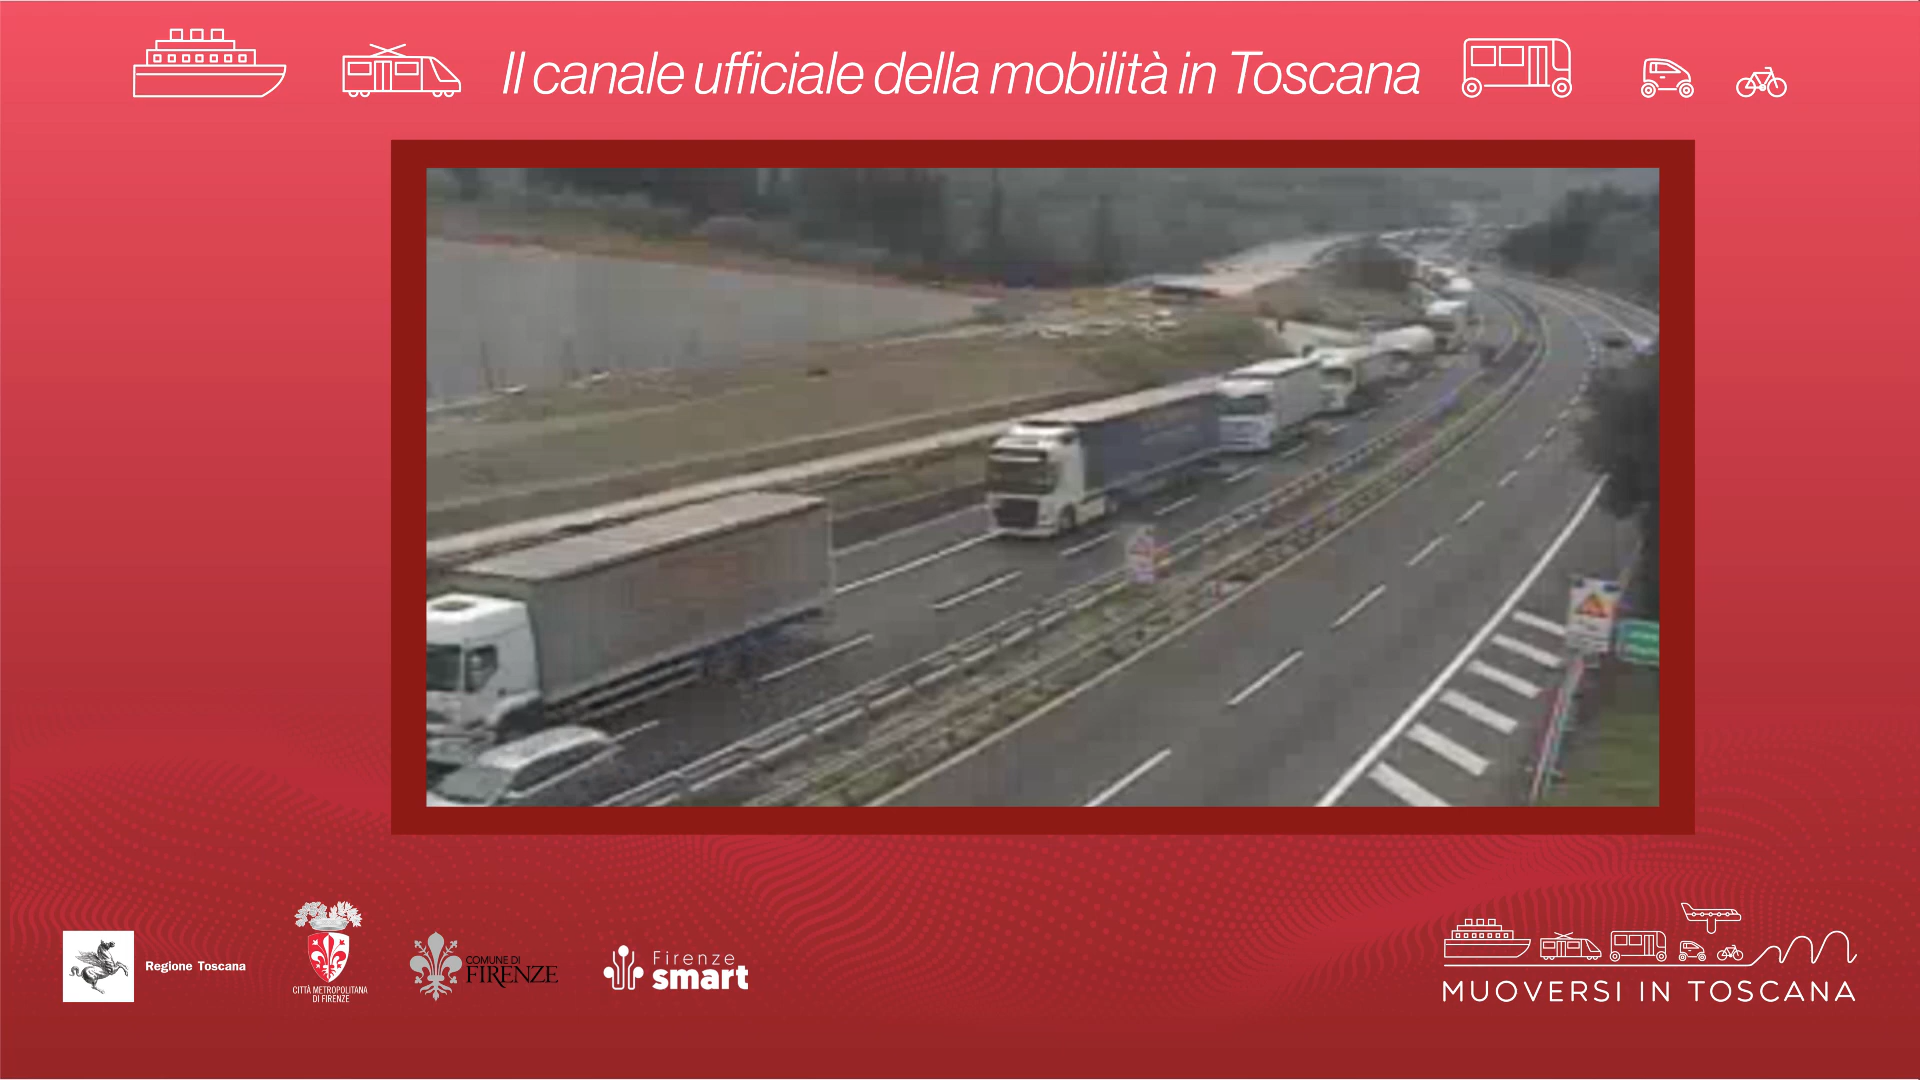 Il canale ufficiale della mobilità in Toscana
Regione Toscana
CITTÀ METROPOLITANA
DI FIRENZE
COMUNE DI
FIRENZE
Firenze
smart
MUOVERSI IN TOSCANA